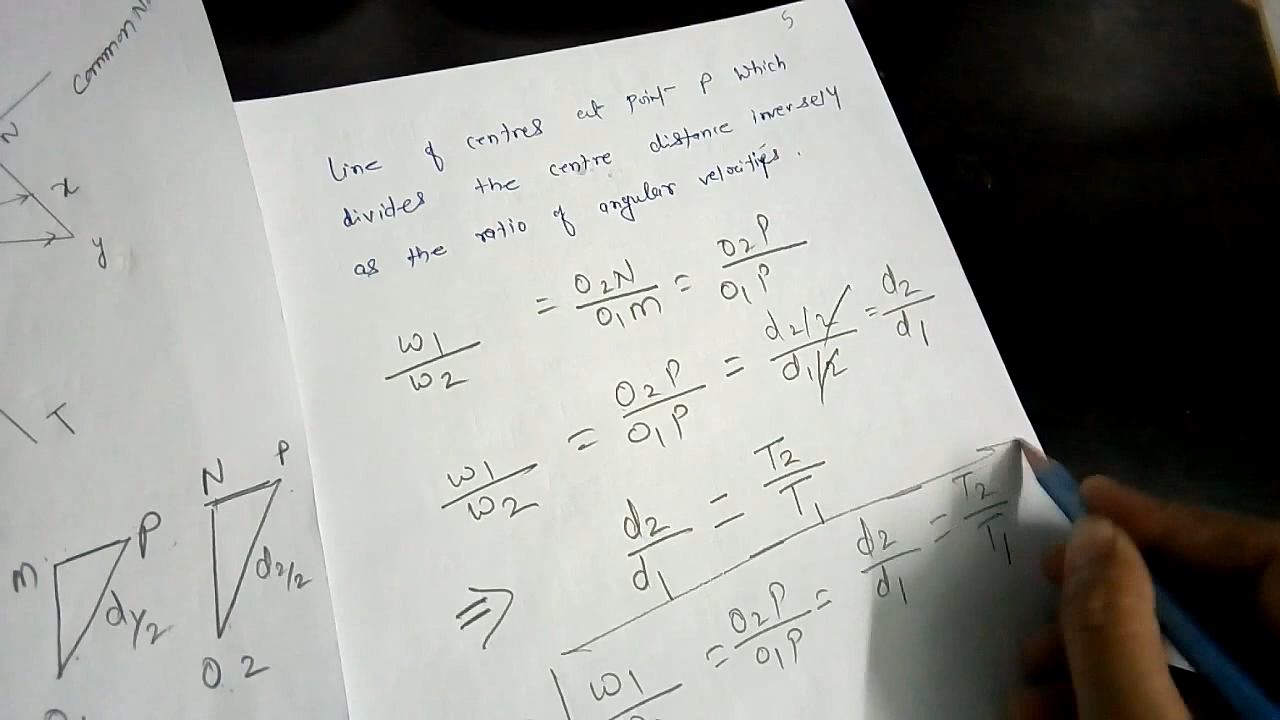 5
line of centres at point P which
divides the centre distance inversely
as the ratio of angular velocities.
ω1/ω2 = O2N/O1M = O2P/O1P
ω1/ω2 = O2P/O1P = d2/2/d1/2 = d2/d1
⇒ d2/d1 = T2/T1
ω1 = O2P/O1P = d2/d1 = T2/T1
common
N
x
y
T
M P d1/2
N P d2/2
O2